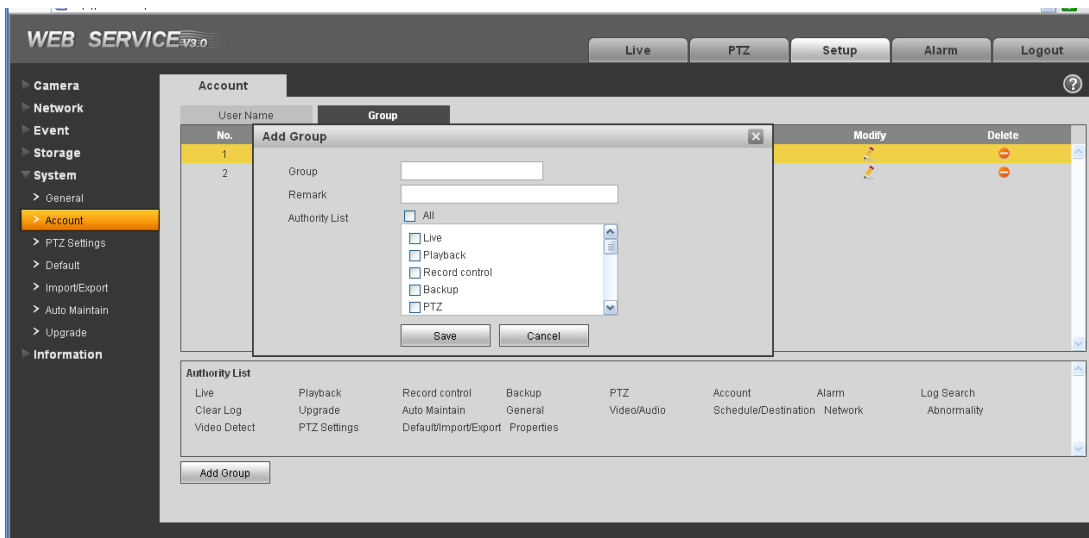 WEB SERVICE V3.0
Live PTZ Setup Alarm Logout
Camera
Network
Event
Storage
System
General
Account
PTZ Settings
Default
Import/Export
Auto Maintain
Upgrade
Information
Account
User Name Group
No. Modify Delete
1
2
Add Group
Group
Remark
Authority List All
Live
Playback
Record control
Backup
PTZ
Save Cancel
Authority List
Live Playback Record control Backup PTZ Account Alarm Log Search
Clear Log Upgrade Auto Maintain General Video/Audio Schedule/Destination Network Abnormality
Video Detect PTZ Settings Default/Import/Export Properties
Add Group